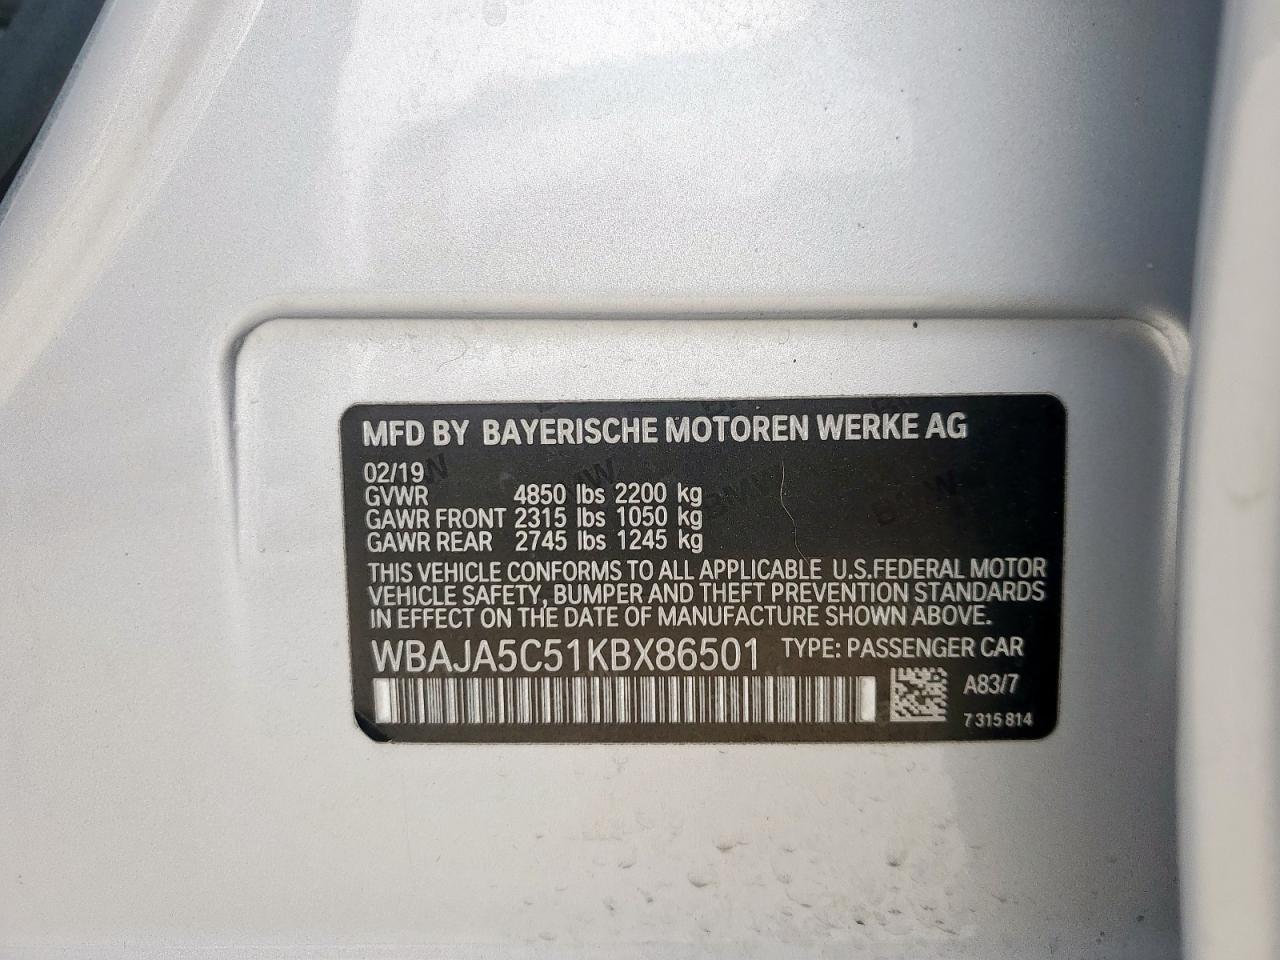 MFD BY BAYERISCHE MOTOREN WERKE AG
02/19
GVWR 4850 lbs 2200 kg
GAWR FRONT 2315 lbs 1050 kg
GAWR REAR 2745 lbs 1245 kg
THIS VEHICLE CONFORMS TO ALL APPLICABLE U.S.FEDERAL MOTOR
VEHICLE SAFETY, BUMPER AND THEFT PREVENTION STANDARDS
IN EFFECT ON THE DATE OF MANUFACTURE SHOWN ABOVE.
WBAJA5C51KBX86501 TYPE: PASSENGER CAR
A83/7
7 315 814